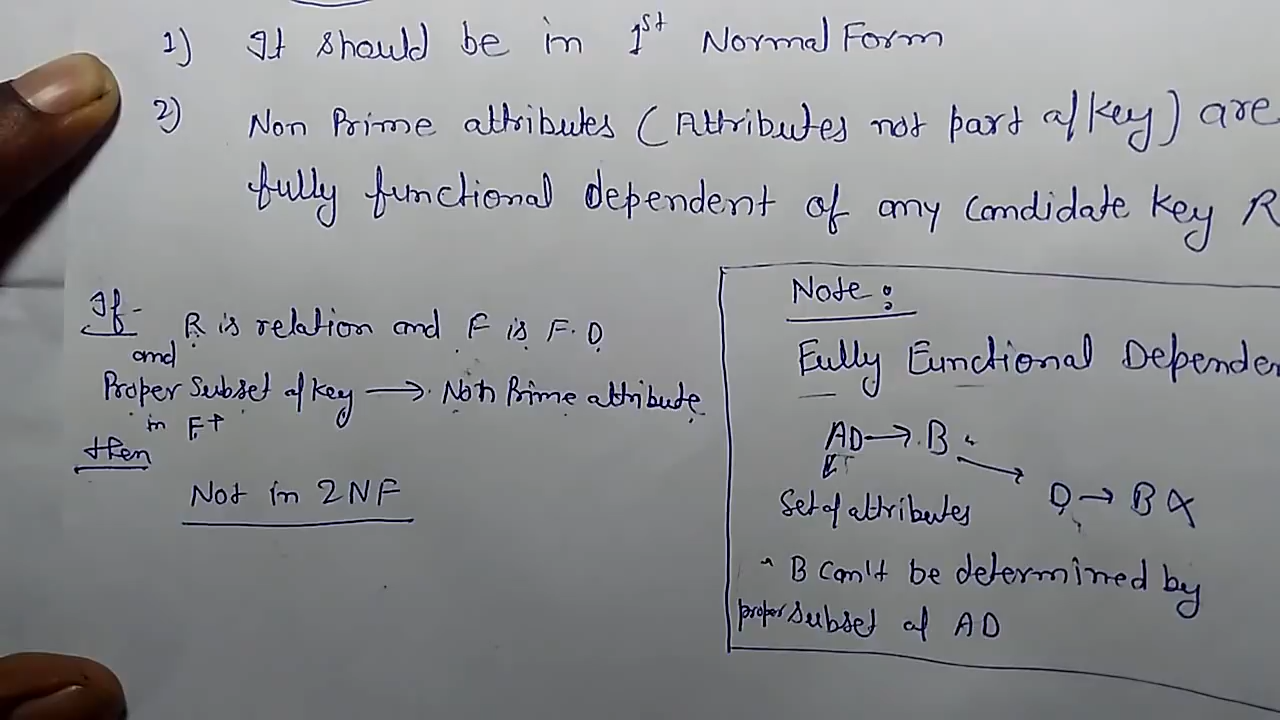 1) It should be in 1st Normal Form
2) Non Prime attributes (Attributes not part of key) are
fully functional dependent of any candidate key R
If
R is relation and F is F.D
and
Proper Subset of key → Non Prime attribute
in F+
then
Not in 2NF
Note:
Fully Functional Dependen
AD → B
D → B X
Set of attributes
B can't be determined by
proper subset of AD